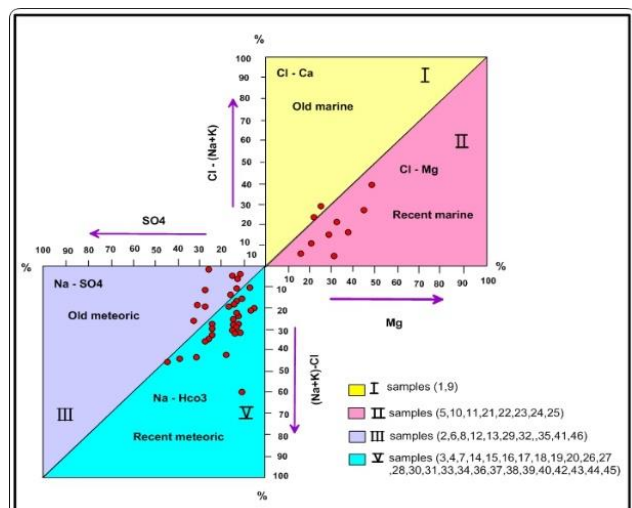 %
100
90
80
70
60
50
40
30
20
10
Cl - Ca
I
Old marine
Cl - (Na+K)
II
Cl - Mg
Recent marine
SO4
100 90 80 70 60 50 40 30 20 10
%
10 20 30 40 50 60 70 80 90 100
%
Mg
Na - SO4
Old meteoric
10
20
30
40
50
60
70
80
90
100
%
(Na+K)-Cl
Na - Hco3
III
V
Recent meteoric
I samples (1,9)
II samples (5,10,11,21,22,23,24,25)
III samples (2,6,8,12,13,29,32,,35,41,46)
V samples (3,4,7,14,15,16,17,18,19,20,26,27
,28,30,31,33,34,36,37,38,39,40,42,43,44,45)